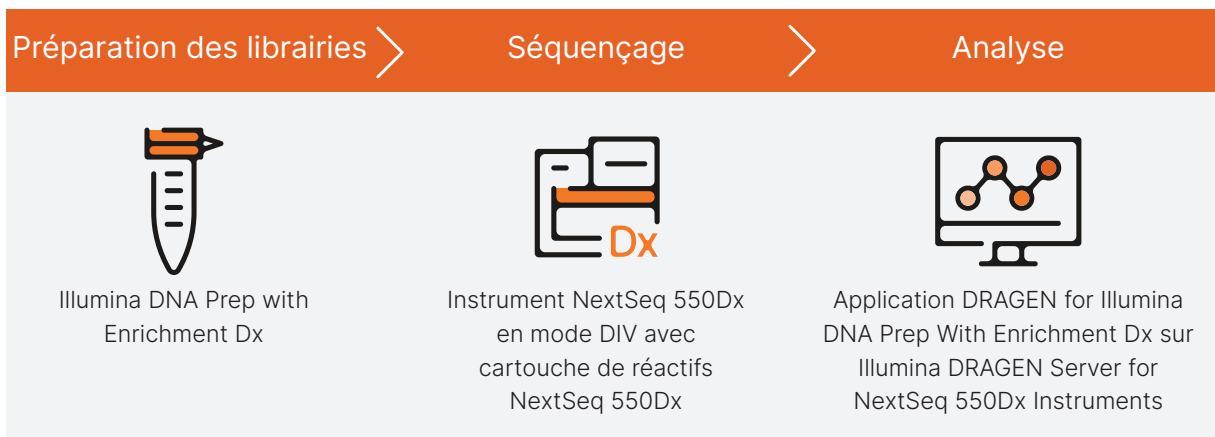 Préparation des librairies
Séquençage
Analyse
Dx
Illumina DNA Prep with
Enrichment Dx
Instrument NextSeq 550Dx
en mode DIV avec
cartouche de réactifs
NextSeq 550Dx
Application DRAGEN for Illumina
DNA Prep With Enrichment Dx sur
Illumina DRAGEN Server for
NextSeq 550Dx Instruments